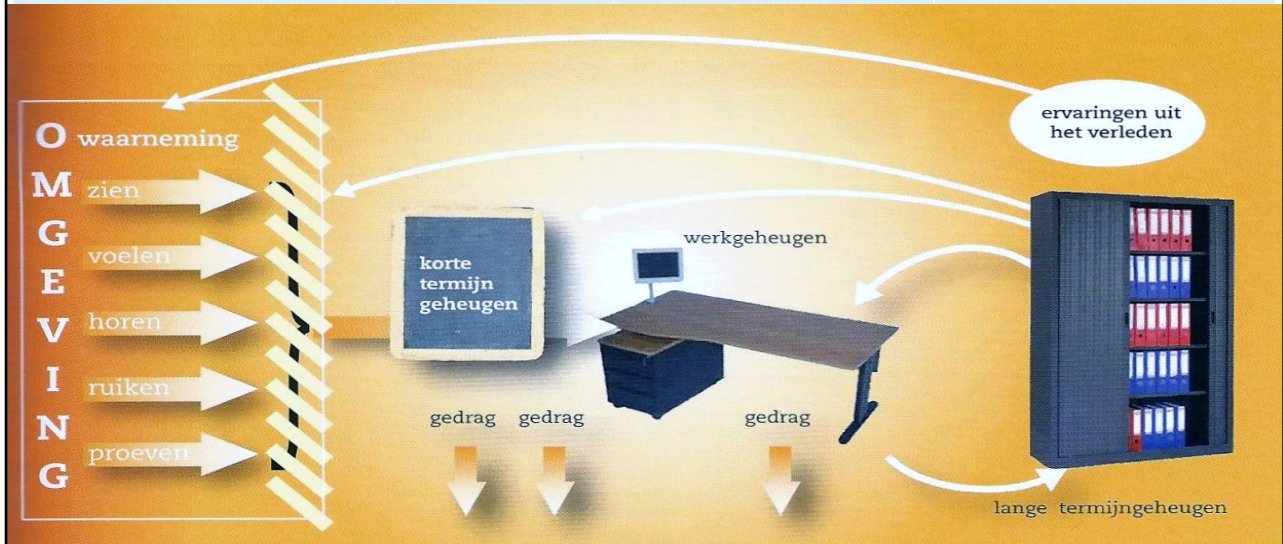 OMGEVING
waarneming
zien
voelen
horen
ruiken
proeven
korte
termijn
geheugen
werkgeheugen
gedrag
gedrag
gedrag
ervaringen uit
het verleden
lange termijngeheugen